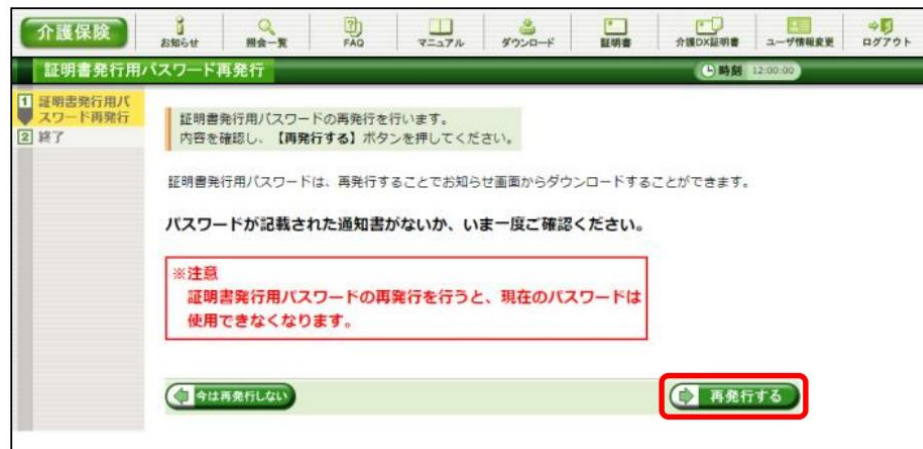 介護保険
お知らせ
照会一覧
FAQ
マニュアル
ダウンロード
証明書
介護DX証明書
ユーザ情報変更
ログアウト
証明書発行用パスワード再発行
時刻 12:00:00
1 証明書発行用パ
スワード再発行
2 終了
証明書発行用パスワードの再発行を行います。
内容を確認し、【再発行する】ボタンを押してください。
証明書発行用パスワードは、再発行することでお知らせ画面からダウンロードすることができます。
パスワードが記載された通知書がないか、いま一度ご確認ください。
※注意
証明書発行用パスワードの再発行を行うと、現在のパスワードは
使用できなくなります。
今は再発行しない
再発行する